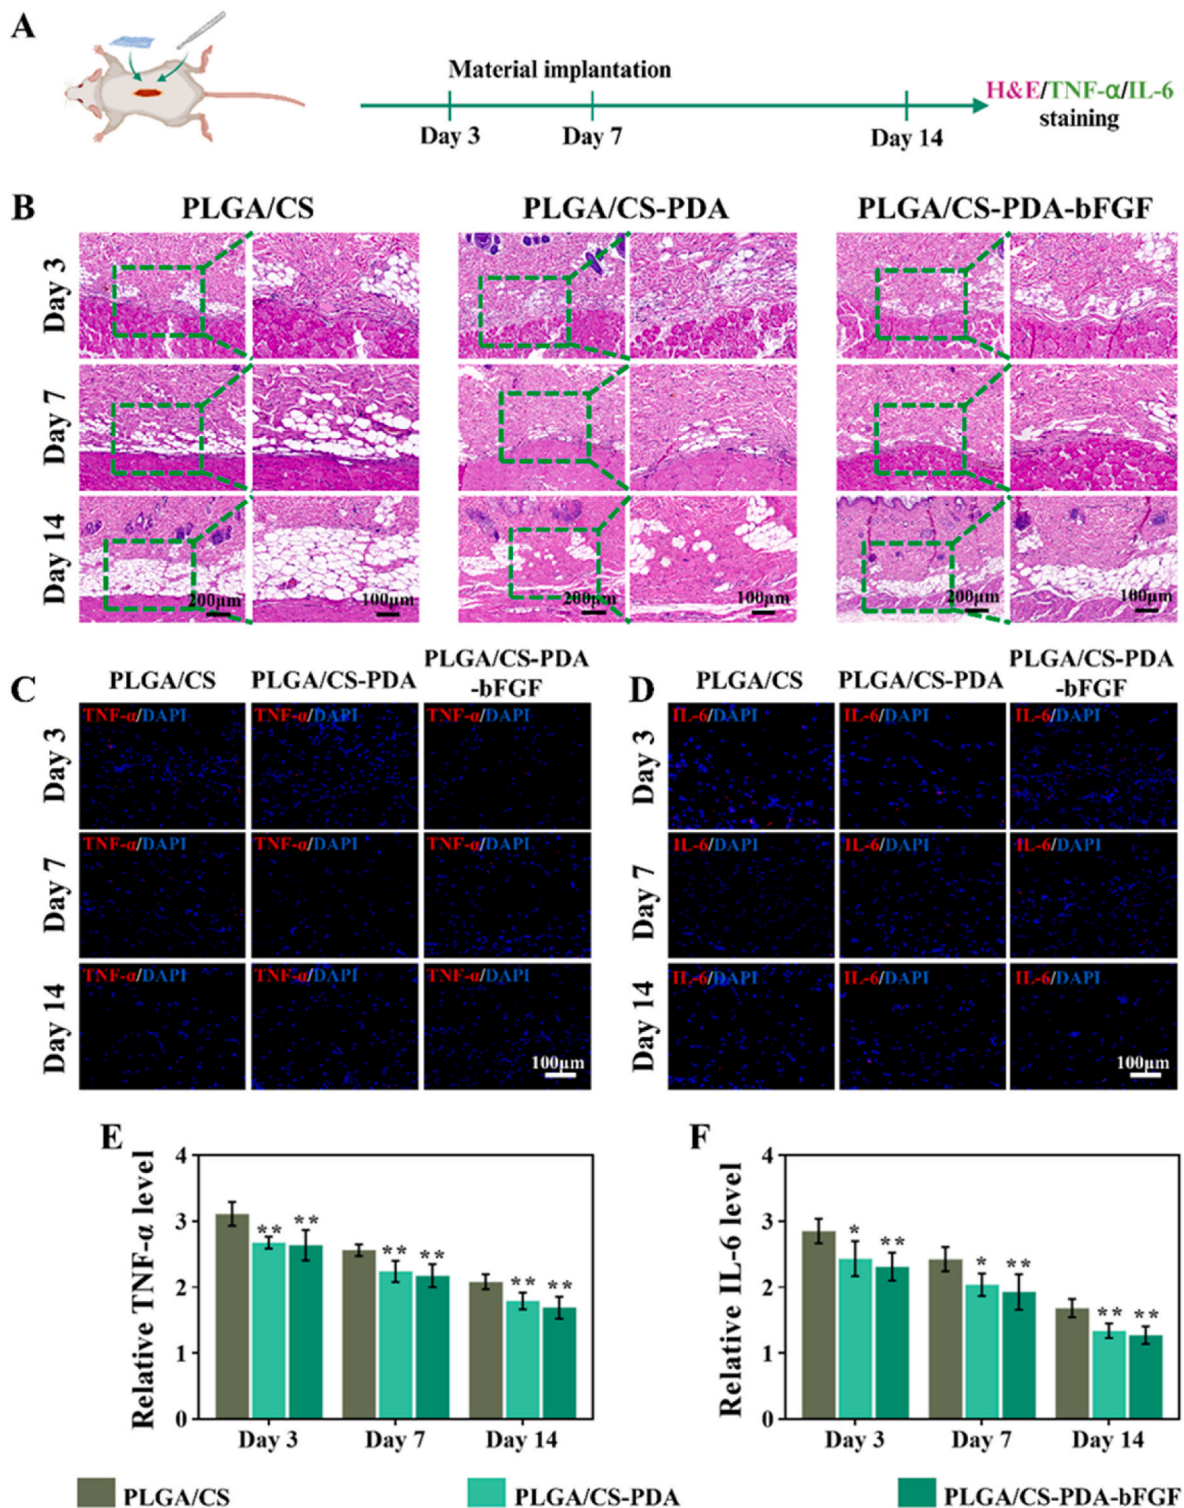 A
Material implantation
Day 3
Day 7
Day 14
H&E/TNF-α/IL-6
staining
B
PLGA/CS
PLGA/CS-PDA
PLGA/CS-PDA-bFGF
Day 3
Day 7
Day 14
200μm
100μm
200μm
100μm
200μm
100μm
C
PLGA/CS
PLGA/CS-PDA
PLGA/CS-PDA
-bFGF
Day 3
TNF-α/DAPI
TNF-α/DAPI
TNF-α/DAPI
Day 7
TNF-α/DAPI
TNF-α/DAPI
TNF-α/DAPI
Day 14
TNF-α/DAPI
TNF-α/DAPI
TNF-α/DAPI
100μm
D
PLGA/CS
PLGA/CS-PDA
PLGA/CS-PDA
-bFGF
Day 3
IL-6/DAPI
IL-6/DAPI
IL-6/DAPI
Day 7
IL-6/DAPI
IL-6/DAPI
IL-6/DAPI
Day 14
IL-6/DAPI
IL-6/DAPI
IL-6/DAPI
100μm
E
Relative TNF-α level
4
3
2
1
0
** **
** **
** **
Day 3
Day 7
Day 14
F
Relative IL-6 level
4
3
2
1
0
* **
* **
** **
Day 3
Day 7
Day 14
PLGA/CS
PLGA/CS-PDA
PLGA/CS-PDA-bFGF